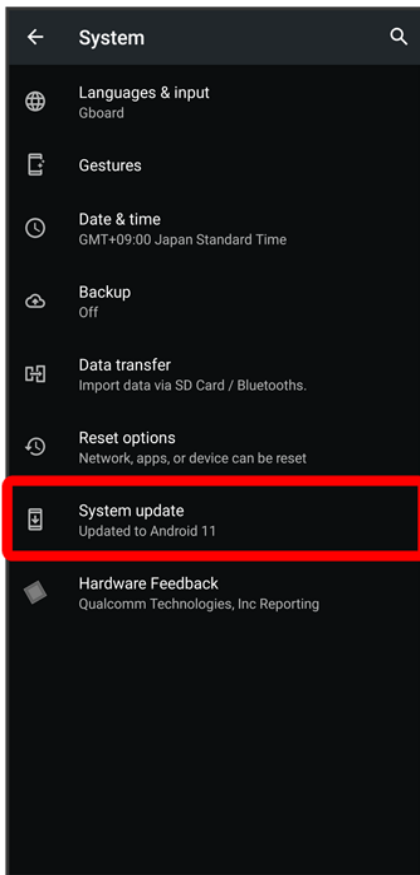 System
Languages & input
Gboard
Gestures
Date & time
GMT+09:00 Japan Standard Time
Backup
Off
Data transfer
Import data via SD Card / Bluetooths.
Reset options
Network, apps, or device can be reset
System update
Updated to Android 11
Hardware Feedback
Qualcomm Technologies, Inc Reporting